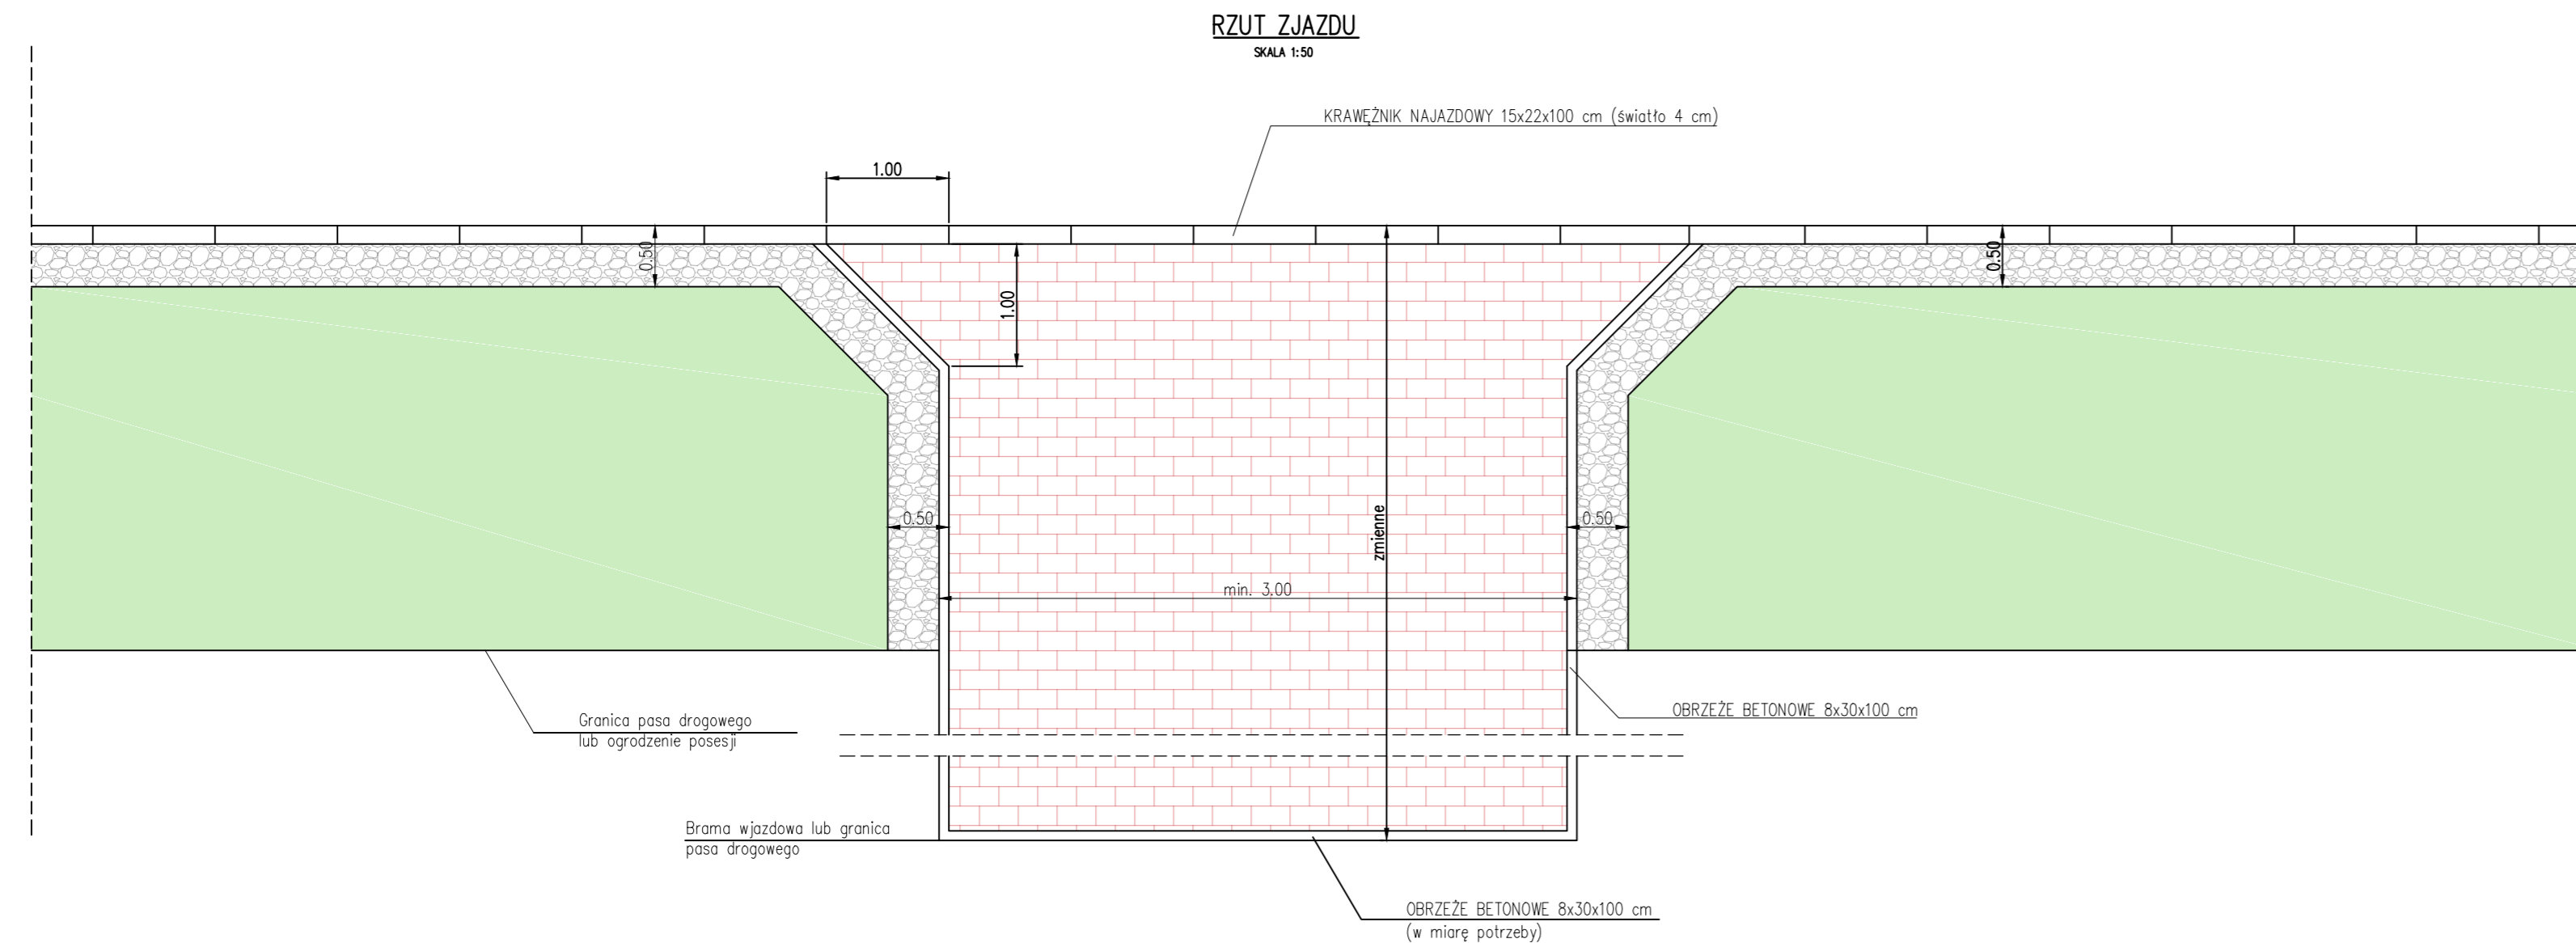 RZUT ZJAZDU
SKALA 1:50
KRAWĘŻNIK NAJAZDOWY 15x22x100 cm (światło 4 cm)
1.00
0.50
0.50
1.00
0.50
zmienne
0.50
min. 3.00
Granica pasa drogowego
lub ogrodzenie posesji
OBRZEŻE BETONOWE 8x30x100 cm
Brama wjazdowa lub granica
pasa drogowego
OBRZEŻE BETONOWE 8x30x100 cm
(w miarę potrzeby)